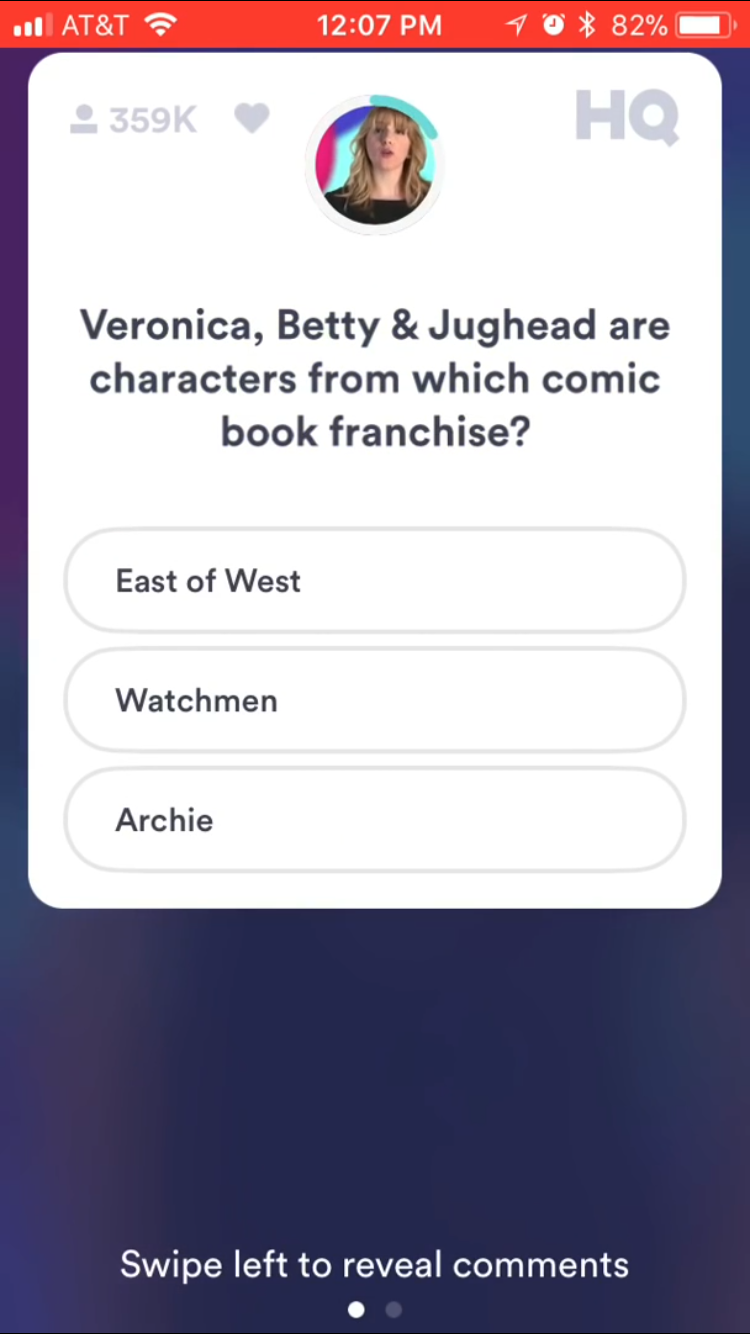 AT&T 12:07 PM 82%
359K HQ
Veronica, Betty & Jughead are
characters from which comic
book franchise?
East of West
Watchmen
Archie
Swipe left to reveal comments